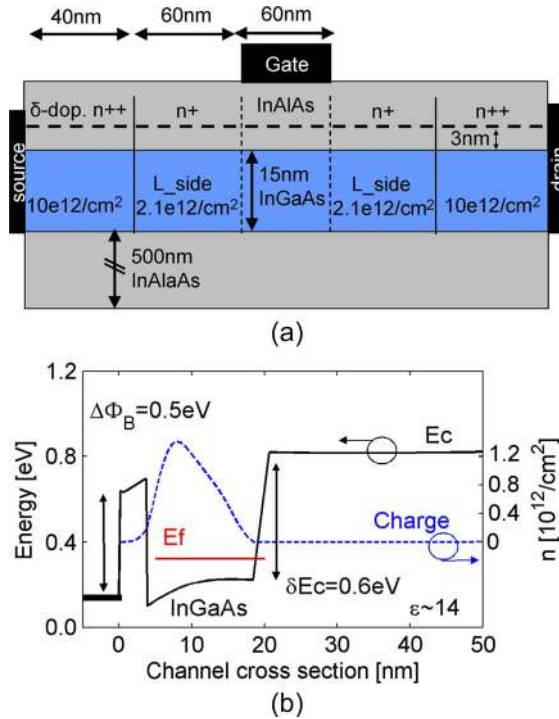 40nm 60nm 60nm
Gate
δ-dop. n++ n+ InAlAs n+ n++
3nm
source
drain
L_side 15nm L_side
10e12/cm² 2.1e12/cm² InGaAs 2.1e12/cm² 10e12/cm²
500nm
InAlaAs
(a)
1.2
ΔΦ_B=0.5eV
Ec
0.8
1.2
0.8
Ef
Charge
0.4
0.4
0
InGaAs
δEc=0.6eV
ε~14
0.0
0 10 20 30 40 50
Energy [eV]
n [10¹²/cm²]
Channel cross section [nm]
(b)